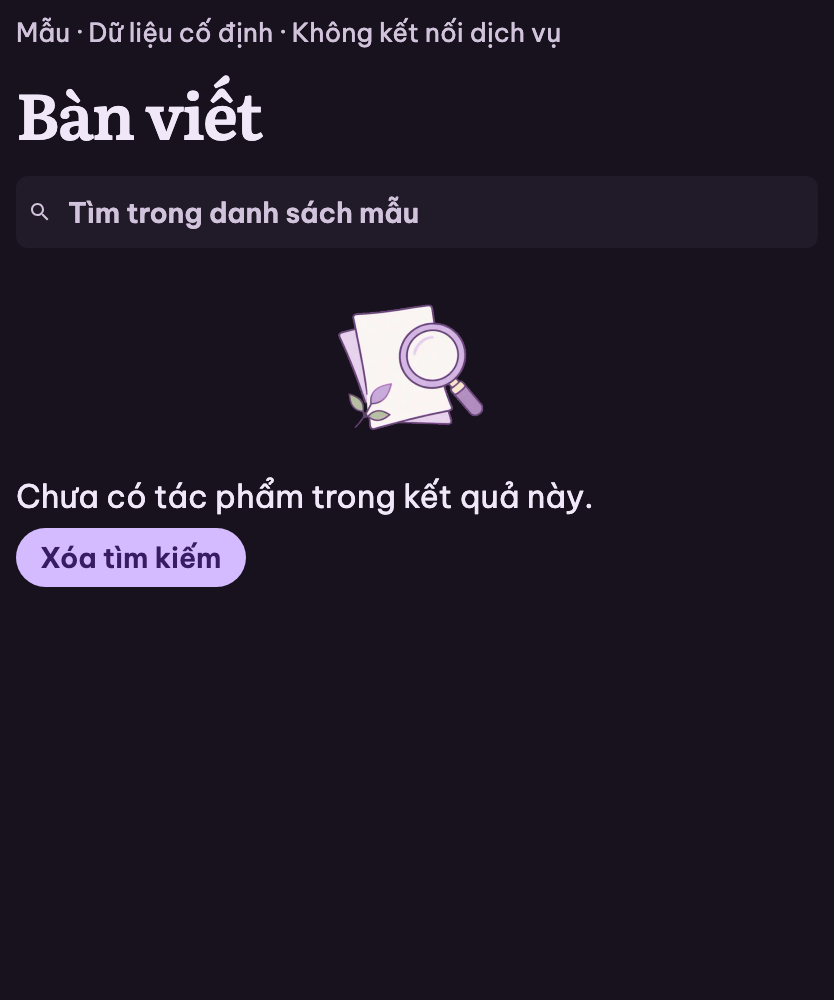 Mẫu · Dữ liệu cố định · Không kết nối dịch vụ
Bàn viết
Tìm trong danh sách mẫu
Chưa có tác phẩm trong kết quả này.
Xóa tìm kiếm